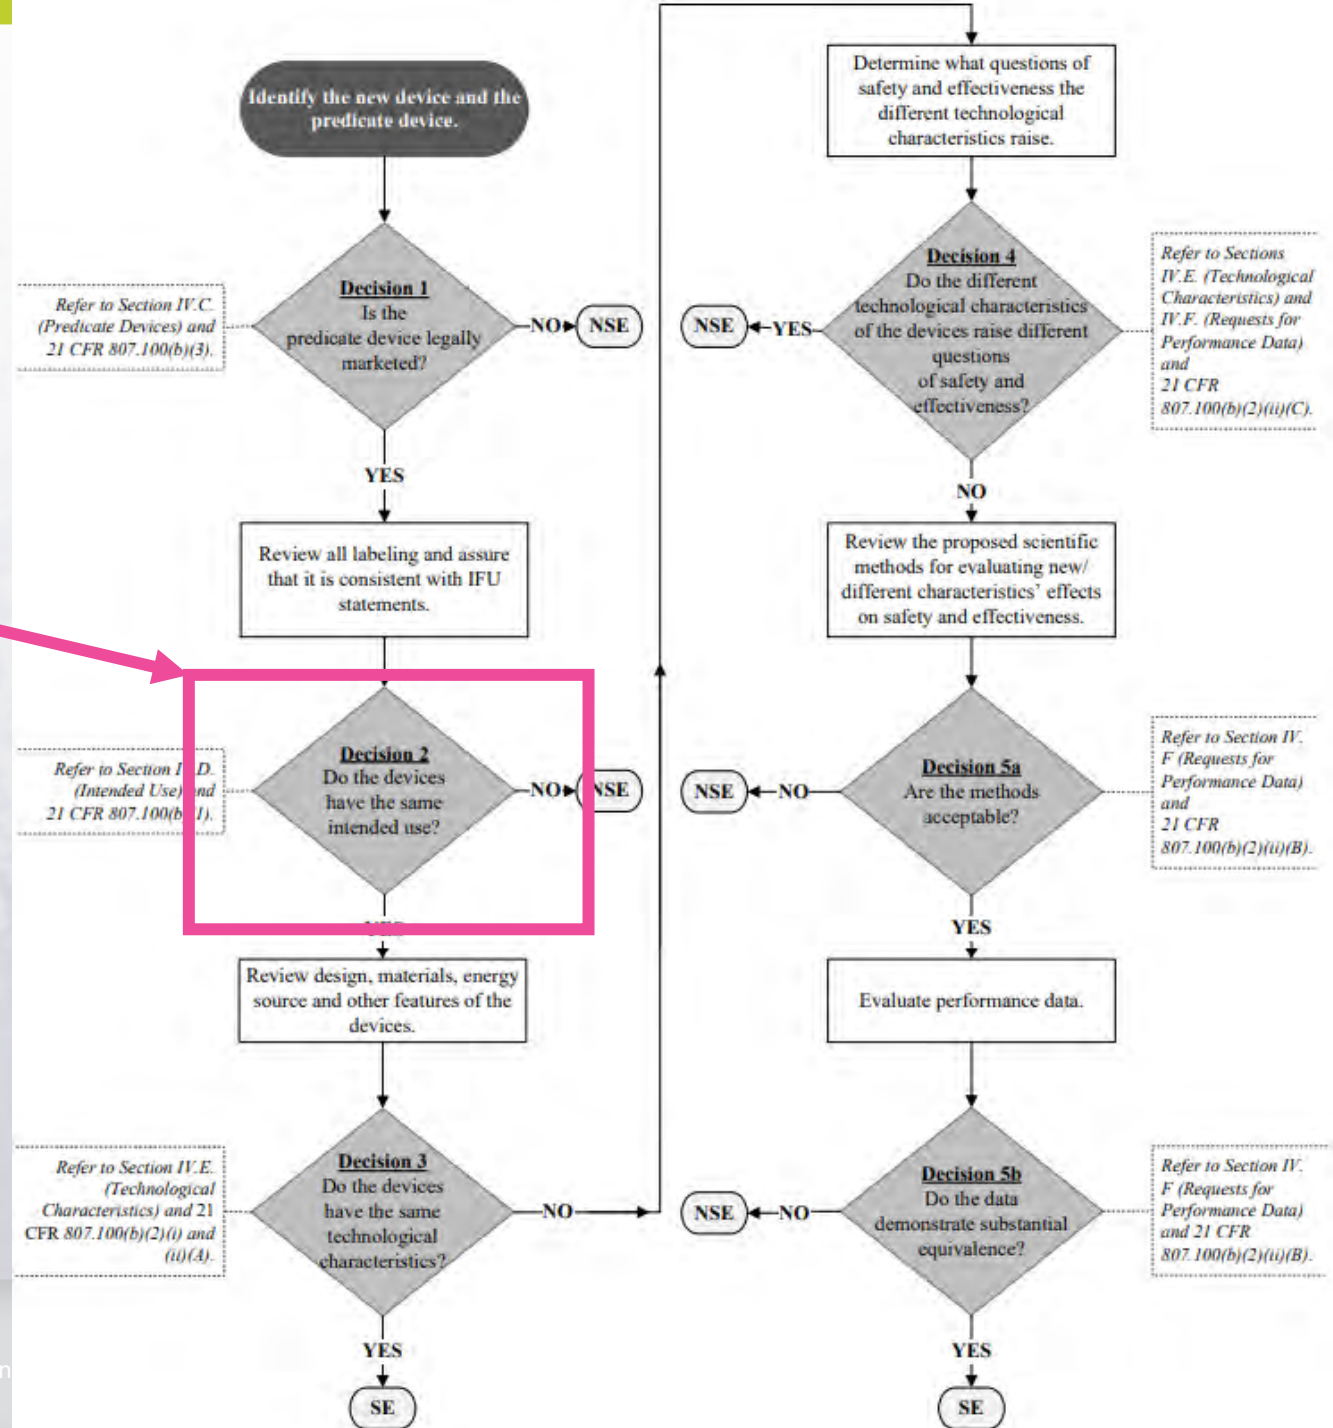 Identify the new device and the
predicate device.
Decision 1
Is the
predicate device legally
marketed?
NO
NSE
Refer to Section IV.C.
(Predicate Devices) and
21 CFR 807.100(b)(3).
YES
Review all labeling and assure
that it is consistent with IFU
statements.
Decision 2
Do the devices
have the same
intended use?
NO
NSE
Refer to Section D.
(Intended Use) and
21 CFR
YES
Review design, materials, energy
source and other features of the
devices.
Decision 3
Do the devices
have the same
technological
characteristics?
NO
Refer to Section IV.E.
(Technological
Characteristics) and 21
CFR 807.100(b)(2)(i) and
(ii)(A).
YES
SE
Determine what questions of
safety and effectiveness the
different technological
characteristics raise.
Decision 4
Do the different
technological characteristics
of the devices raise different
questions
of safety and
effectiveness?
YES
NSE
Refer to Sections
IV.E. (Technological
Characteristics) and
IV.F. (Requests for
Performance Data)
and
21 CFR
807.100(b)(2)(ii)(C).
NO
Review the proposed scientific
methods for evaluating new/
different characteristics’ effects
on safety and effectiveness.
Decision 5a
Are the methods
acceptable?
NO
NSE
Refer to Section IV.
F (Requests for
Performance Data)
and
21 CFR
807.100(b)(2)(ii)(B).
YES
Evaluate performance data.
Decision 5b
Do the data
demonstrate substantial
equivalence?
NO
NSE
Refer to Section IV.
F (Requests for
Performance Data)
and 21 CFR
807.100(b)(2)(ii)(B).
YES
SE